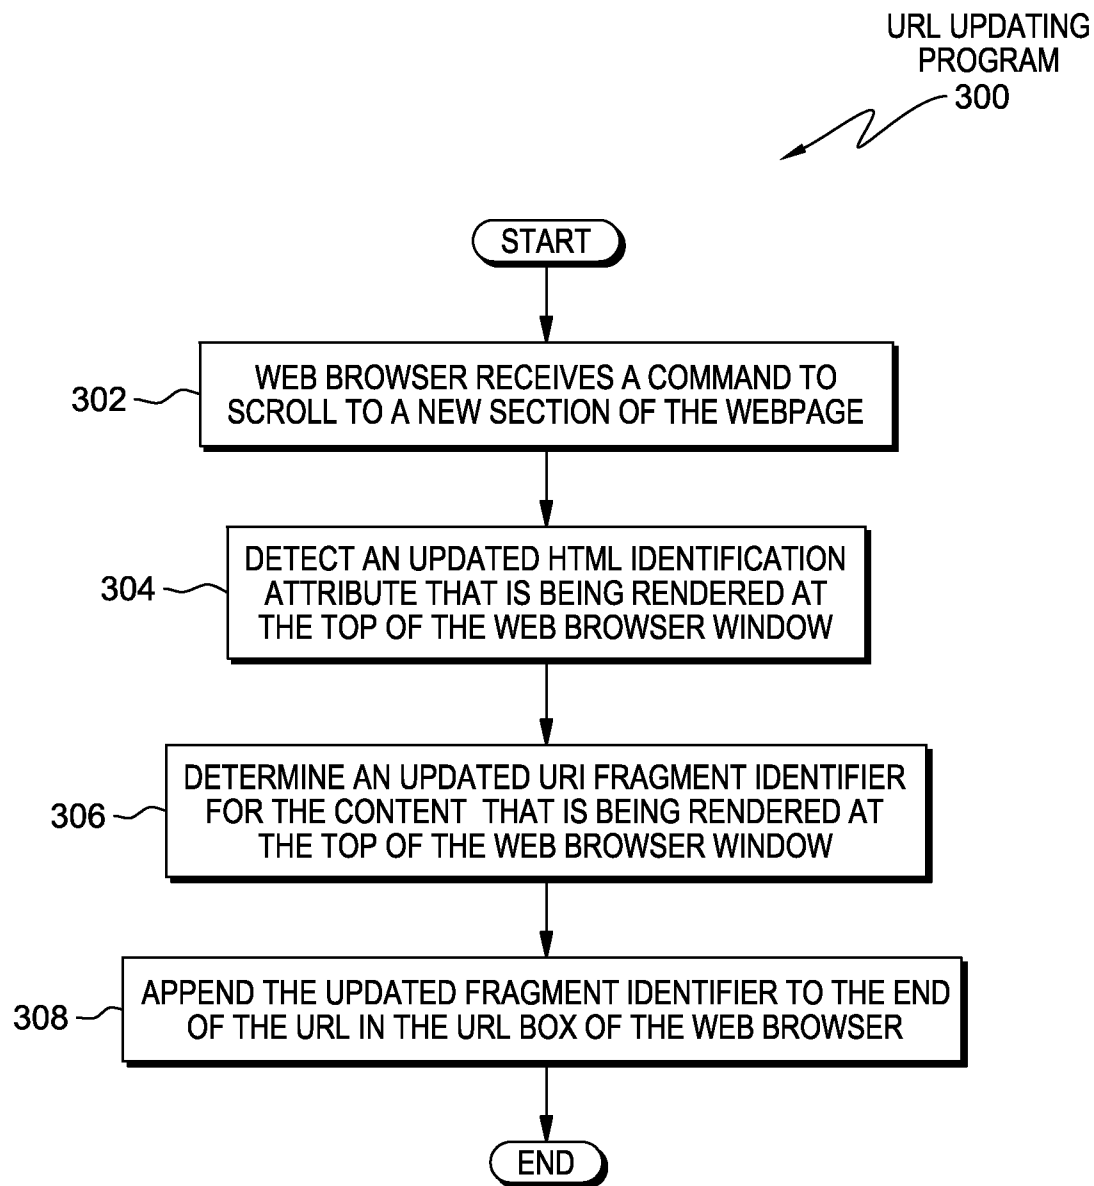 URL UPDATING
PROGRAM
300
START
302
WEB BROWSER RECEIVES A COMMAND TO
SCROLL TO A NEW SECTION OF THE WEBPAGE
304
DETECT AN UPDATED HTML IDENTIFICATION
ATTRIBUTE THAT IS BEING RENDERED AT
THE TOP OF THE WEB BROWSER WINDOW
306
DETERMINE AN UPDATED URI FRAGMENT IDENTIFIER
FOR THE CONTENT THAT IS BEING RENDERED AT
THE TOP OF THE WEB BROWSER WINDOW
308
APPEND THE UPDATED FRAGMENT IDENTIFIER TO THE END
OF THE URL IN THE URL BOX OF THE WEB BROWSER
END